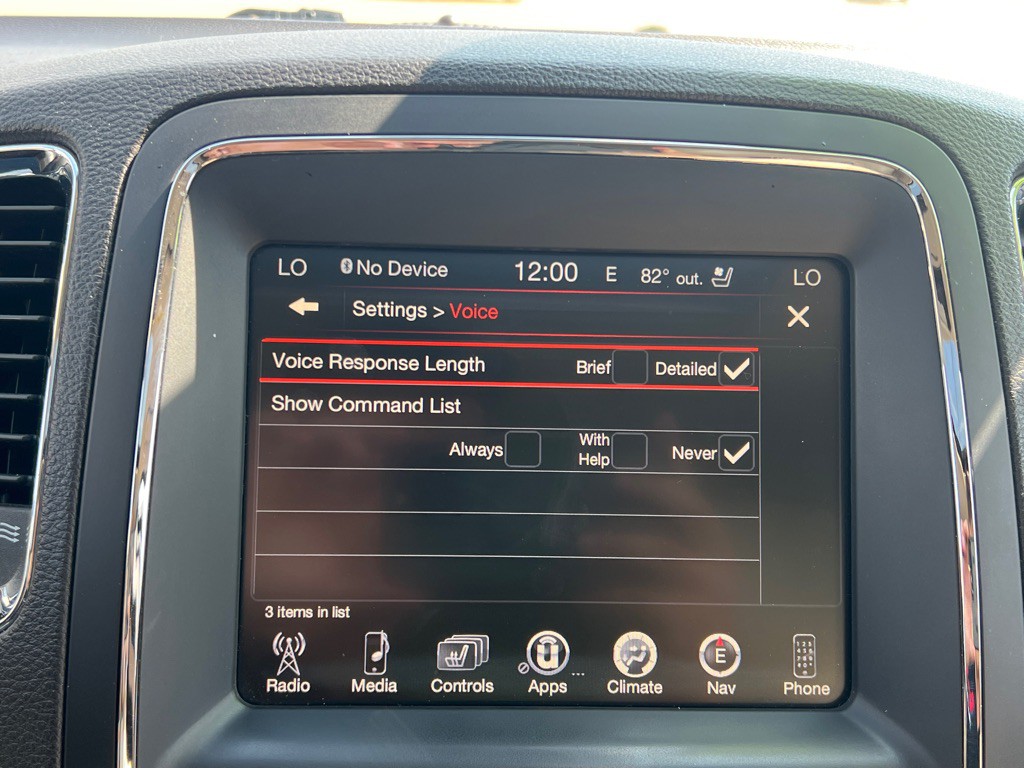 LO No Device 12:00 E 82° out. LO
Settings > Voice
Voice Response Length Brief Detailed
Show Command List
Always With Help Never
3 items in list
Radio Media Controls Apps ... Climate Nav Phone
E